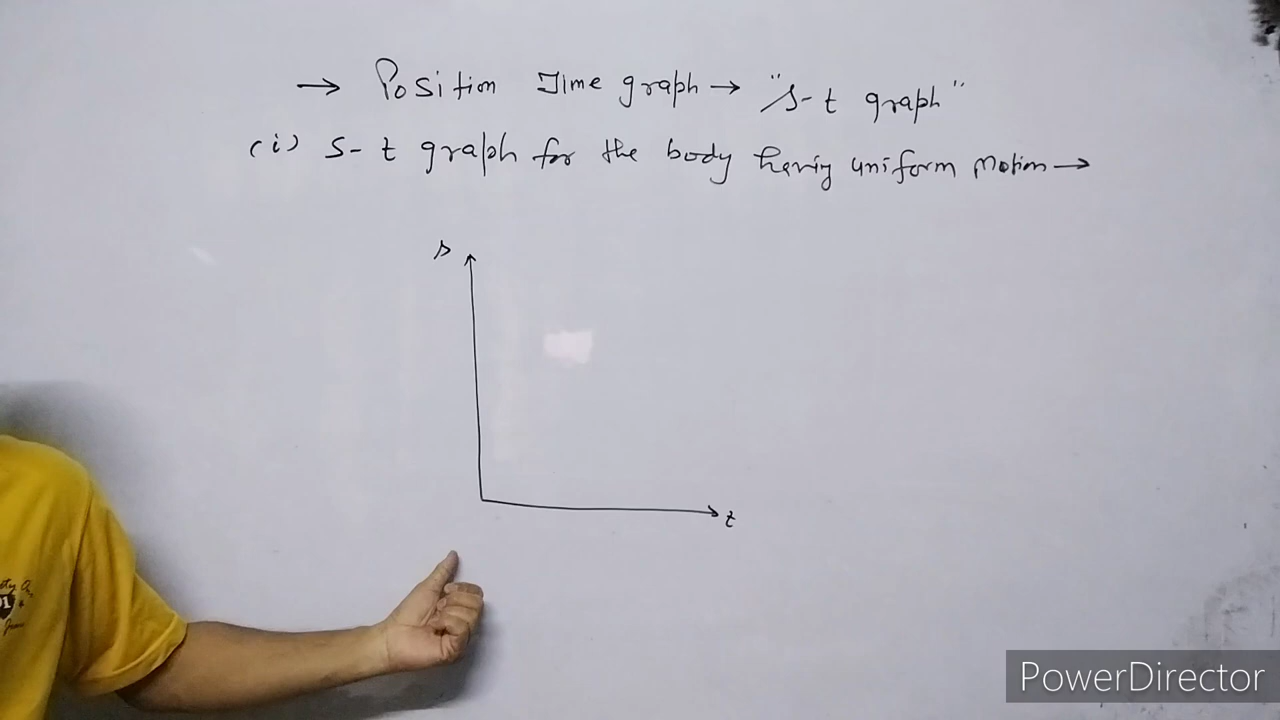 → Position Time graph → "s-t graph"
(i) s-t graph for the body having uniform motion →
s
t
PowerDirector